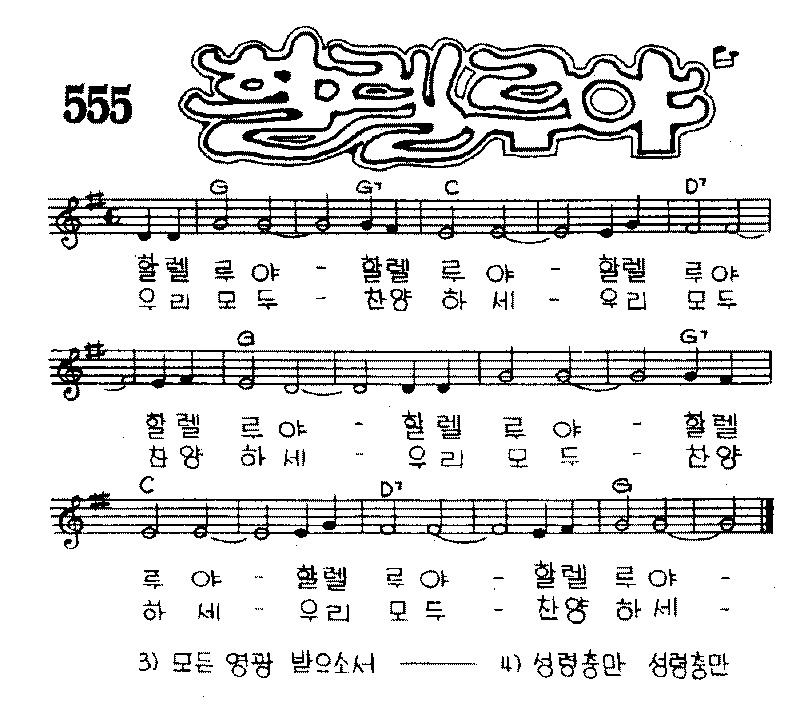 555 할렐루야
G G7 C D7
할렐 루 야 - 할렐 루 야 - 할렐 루야
우리 모두 - 찬양 하 세 - 우리 모두
G G7
할렐 루 야 - 할렐 루 야 - 할렐
찬양 하세 - 우리 모 두 - 찬양
C D7 G
루 야 - 할렐 루 야 - 할렐 루 야 -
하 세 - 우리 모 두 - 찬양 하 세 -
3) 모든 영광 받으소서 —— 4) 성령충만 성령충만